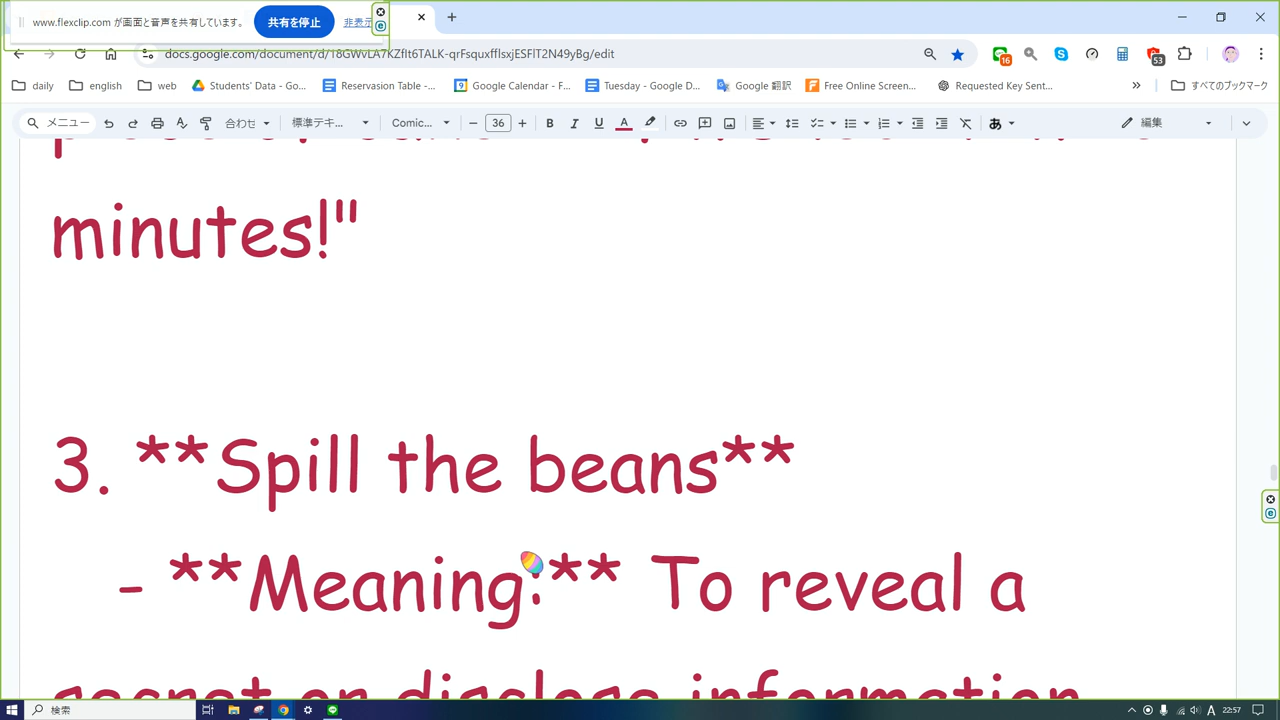 www.flexclip.com が画面と音声を共有しています。 共有を停止 非表示
docs.google.com/document/d/
/edit
16
53
daily english web Students' Data - Go... Reservasion Table -... Google Calendar - F... Tuesday - Google D... Google 翻訳 Free Online Screen... Requested Key Sent... すべてのブックマーク
メニュー 合わせ 標準テキ... Comic... 36 B I U A あ 編集
minutes!"
3. **Spill the beans**
- **Meaning:** To reveal a
secret or disclose information
検索 A 22:57